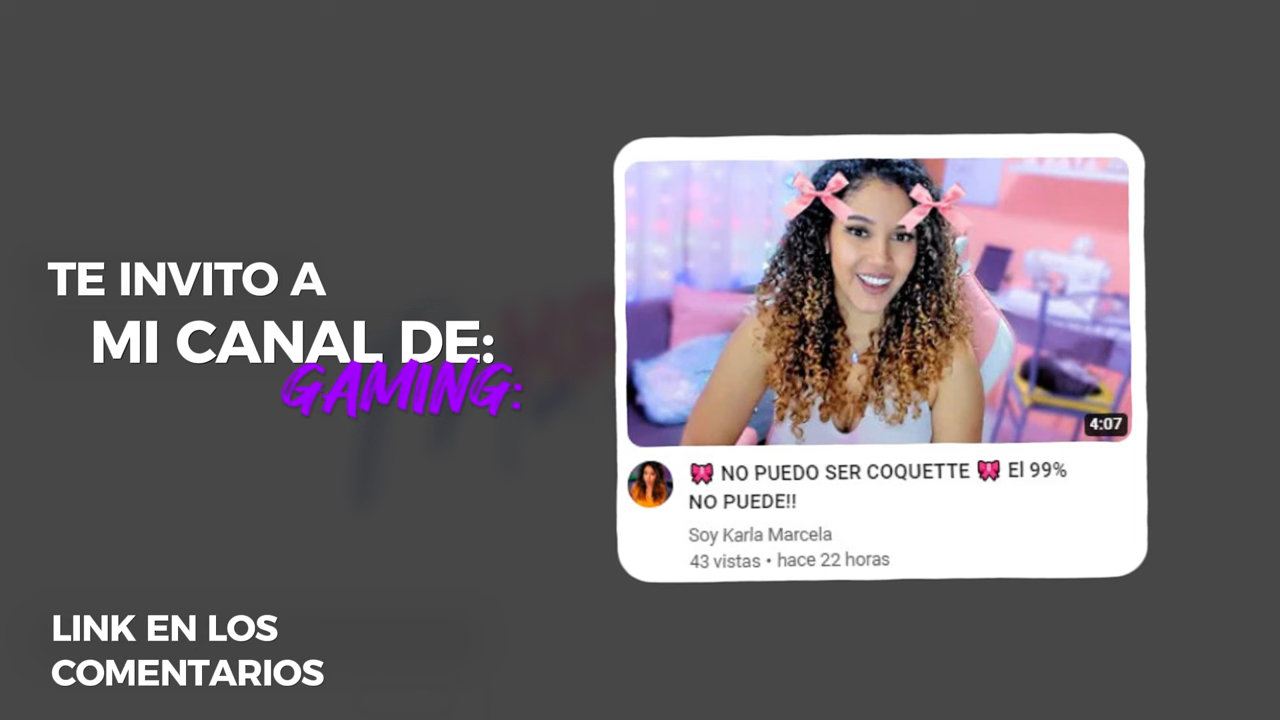 TE INVITO A
MI CANAL DE:
GAMING:
4:07
🎀 NO PUEDO SER COQUETTE 🎀 El 99%
NO PUEDE!!
Soy Karla Marcela
43 vistas • hace 22 horas
LINK EN LOS
COMENTARIOS